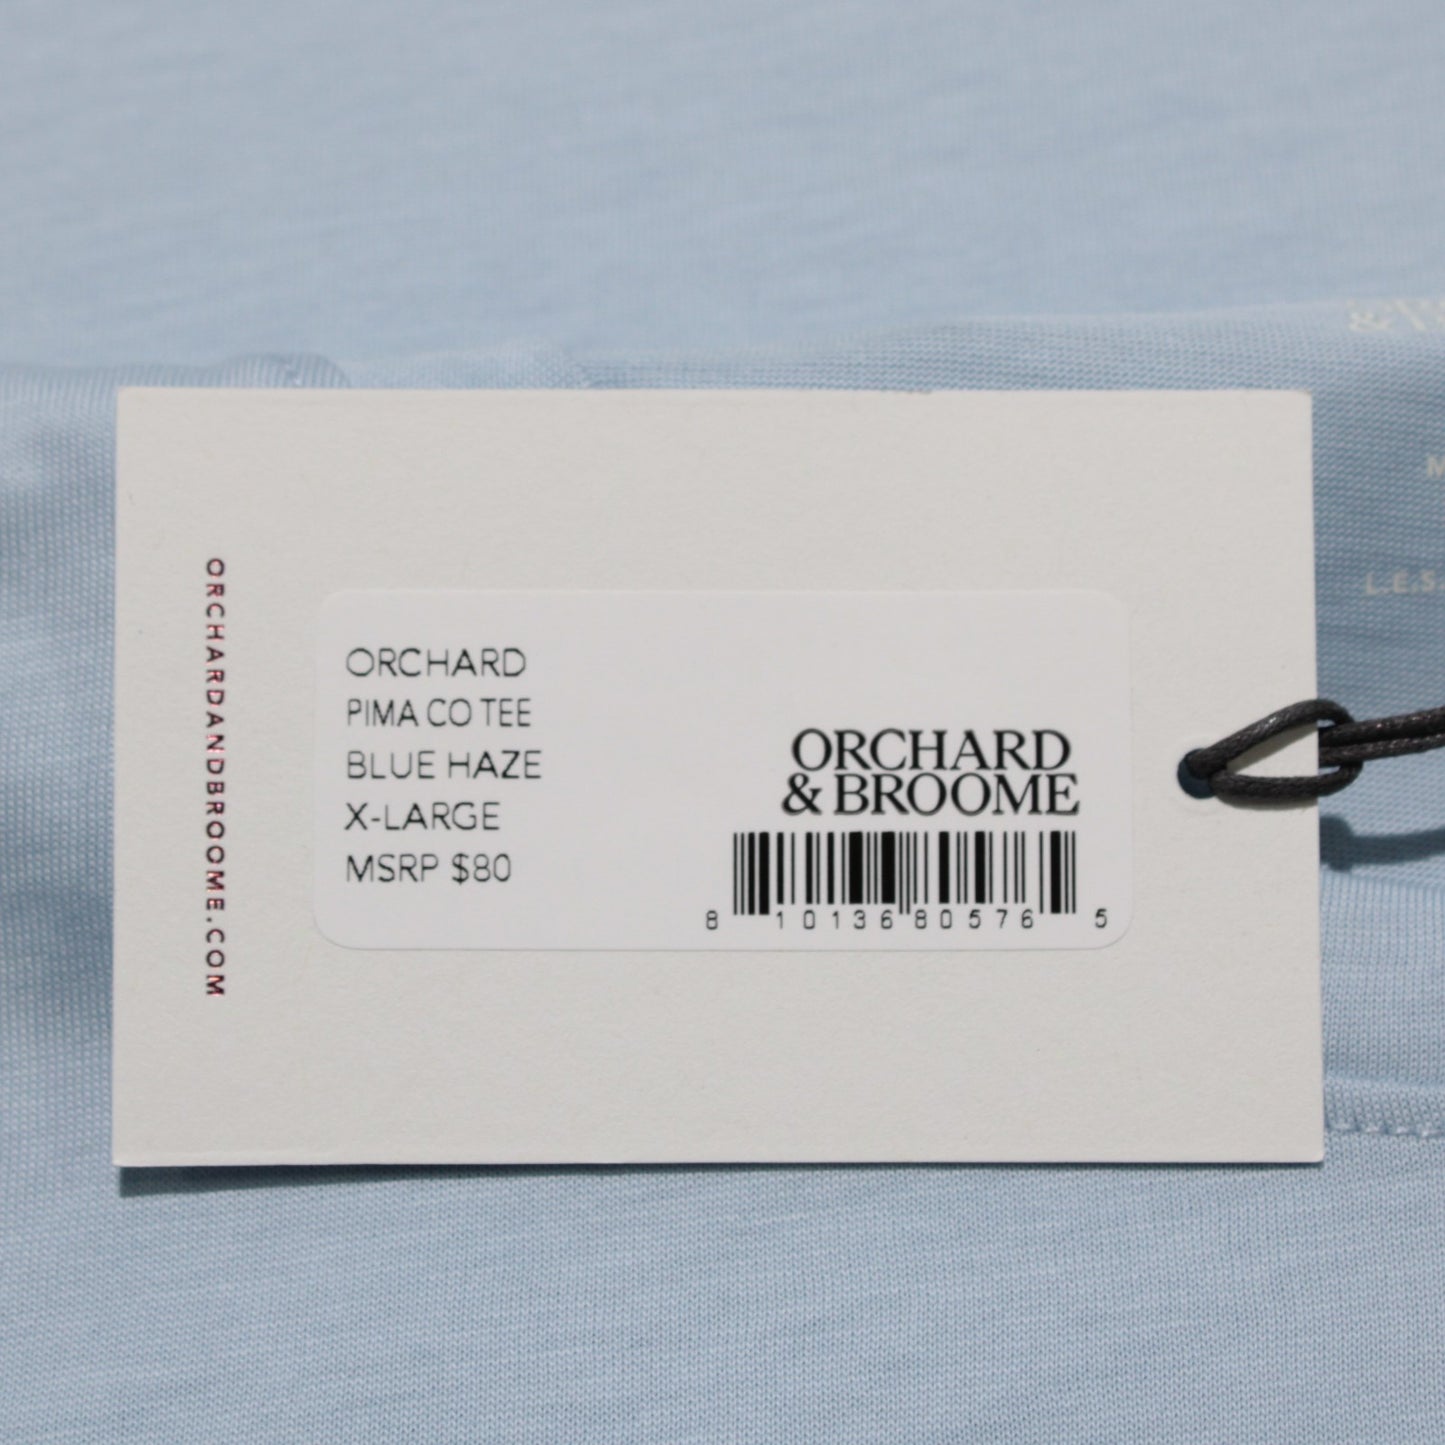 ORCHARDANDBROOME.COM
ORCHARD
PIMA CO TEE
BLUE HAZE
X-LARGE
MSRP $80
ORCHARD
& BROOME
8 10136 80576 5
L.E.S